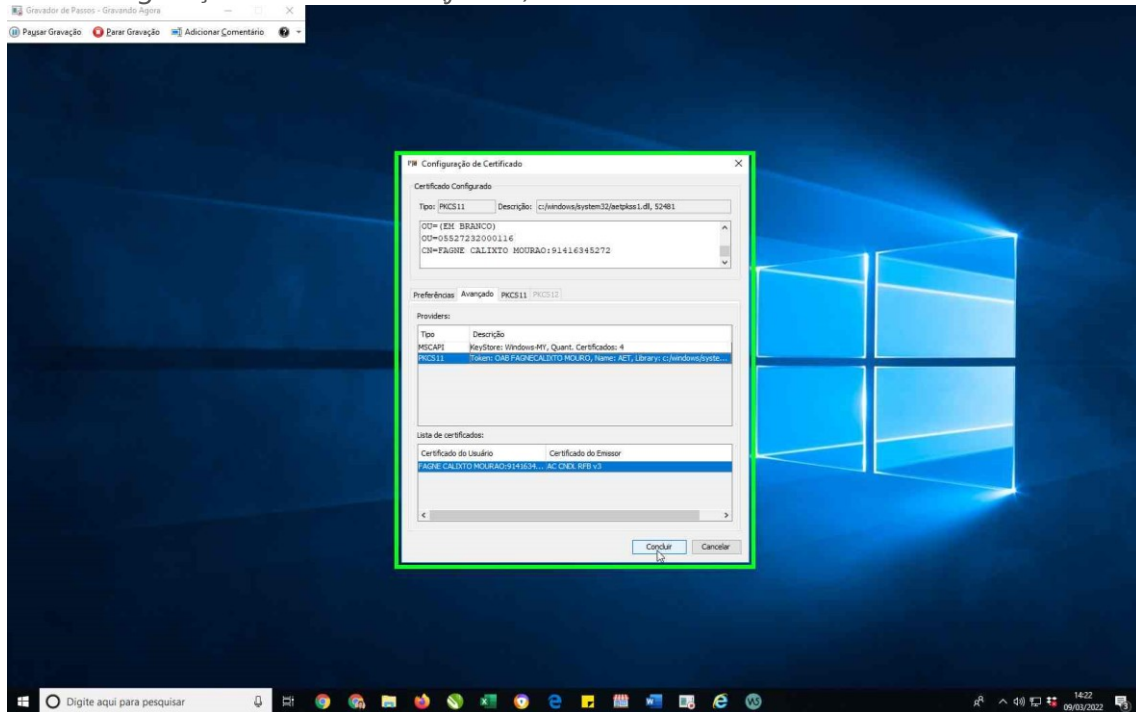 Gravador de Passos - Gravando Agora
Pausar Gravação Parar Gravação Adicionar Comentário
Configuração de Certificado
Certificado Configurado
Tipo: PKCS11 Descrição: c:/windows/system32/aetpkss1.dll, 52481
OU=(EM BRANCO)
OU=05527232000116
CN=FAGNE CALIXTO MOURAO:91416345272
Preferências Avançado PKCS11 PKCS12
Providers:
Tipo Descrição
MSCAPI KeyStore: Windows-MY, Quant. Certificados: 4
PKCS11 Token: OAB FAGNECALIXTO MOURO, Name: AET, Library: c:/windows/syste...
Lista de certificados:
Certificado do Usuário Certificado do Emissor
FAGNE CALIXTO MOURAO:9141634... AC CNDL RFB v3
Concluir Cancelar
Digite aqui para pesquisar
14:22
09/03/2022